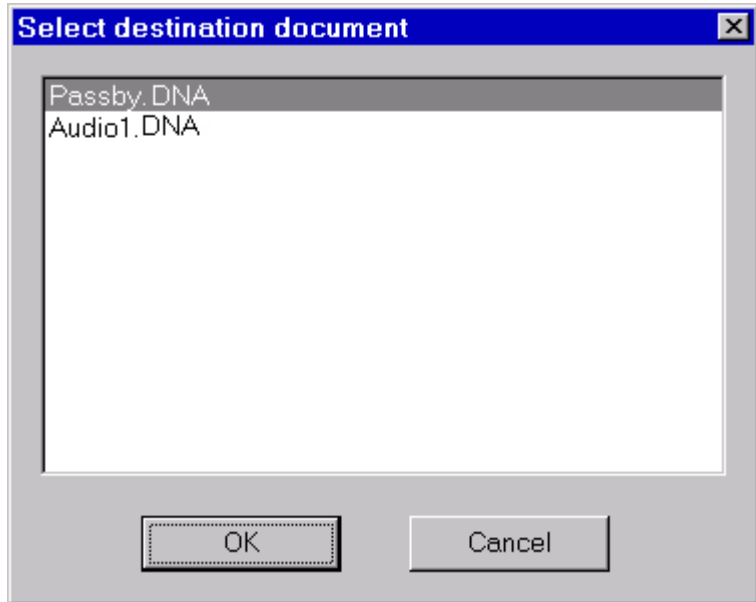 Select destination document
Passby.DNA
Audio1.DNA
OK
Cancel